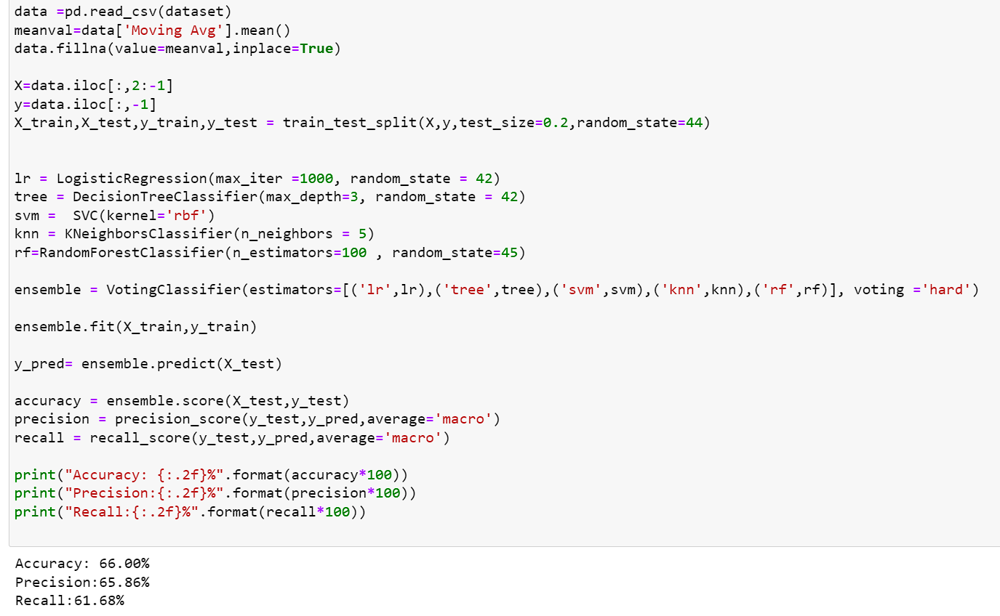 data =pd.read_csv(dataset)
meanval=data['Moving Avg'].mean()
data.fillna(value=meanval,inplace=True)
X=data.iloc[:,2:-1]
y=data.iloc[:,-1]
X_train,X_test,y_train,y_test = train_test_split(X,y,test_size=0.2,random_state=44)
lr = LogisticRegression(max_iter =1000, random_state = 42)
tree = DecisionTreeClassifier(max_depth=3, random_state = 42)
svm =  SVC(kernel='rbf')
knn = KNeighborsClassifier(n_neighbors = 5)
rf=RandomForestClassifier(n_estimators=100 , random_state=45)
ensemble = VotingClassifier(estimators=[('lr',lr),('tree',tree),('svm',svm),('knn',knn),('rf',rf)], voting ='hard')
ensemble.fit(X_train,y_train)
y_pred= ensemble.predict(X_test)
accuracy = ensemble.score(X_test,y_test)
precision = precision_score(y_test,y_pred,average='macro')
recall = recall_score(y_test,y_pred,average='macro')
print("Accuracy: {:.2f}%".format(accuracy*100))
print("Precision:{:.2f}%".format(precision*100))
print("Recall:{:.2f}%".format(recall*100))
Accuracy: 66.00%
Precision:65.86%
Recall:61.68%